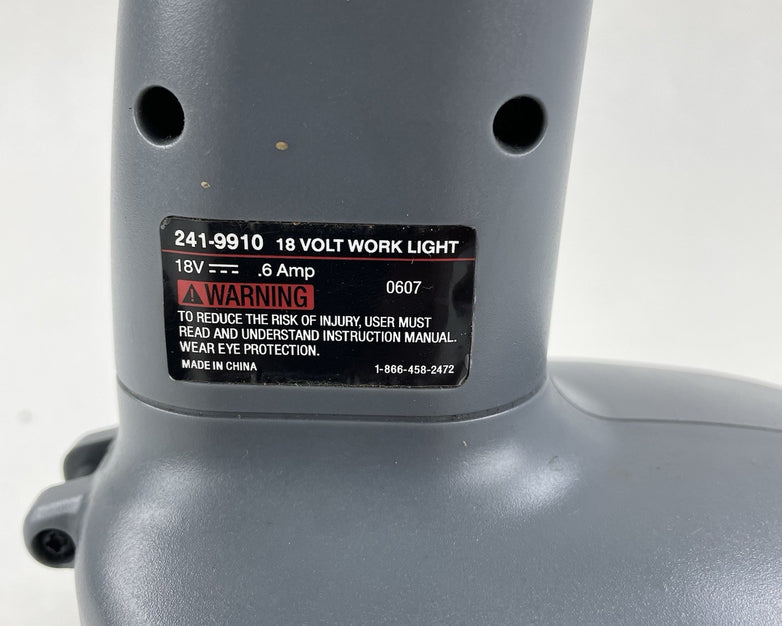 241-9910 18 VOLT WORK LIGHT
18V ⎓ .6 Amp
0607
⚠WARNING
TO REDUCE THE RISK OF INJURY, USER MUST
READ AND UNDERSTAND INSTRUCTION MANUAL.
WEAR EYE PROTECTION.
MADE IN CHINA 1-866-458-2472